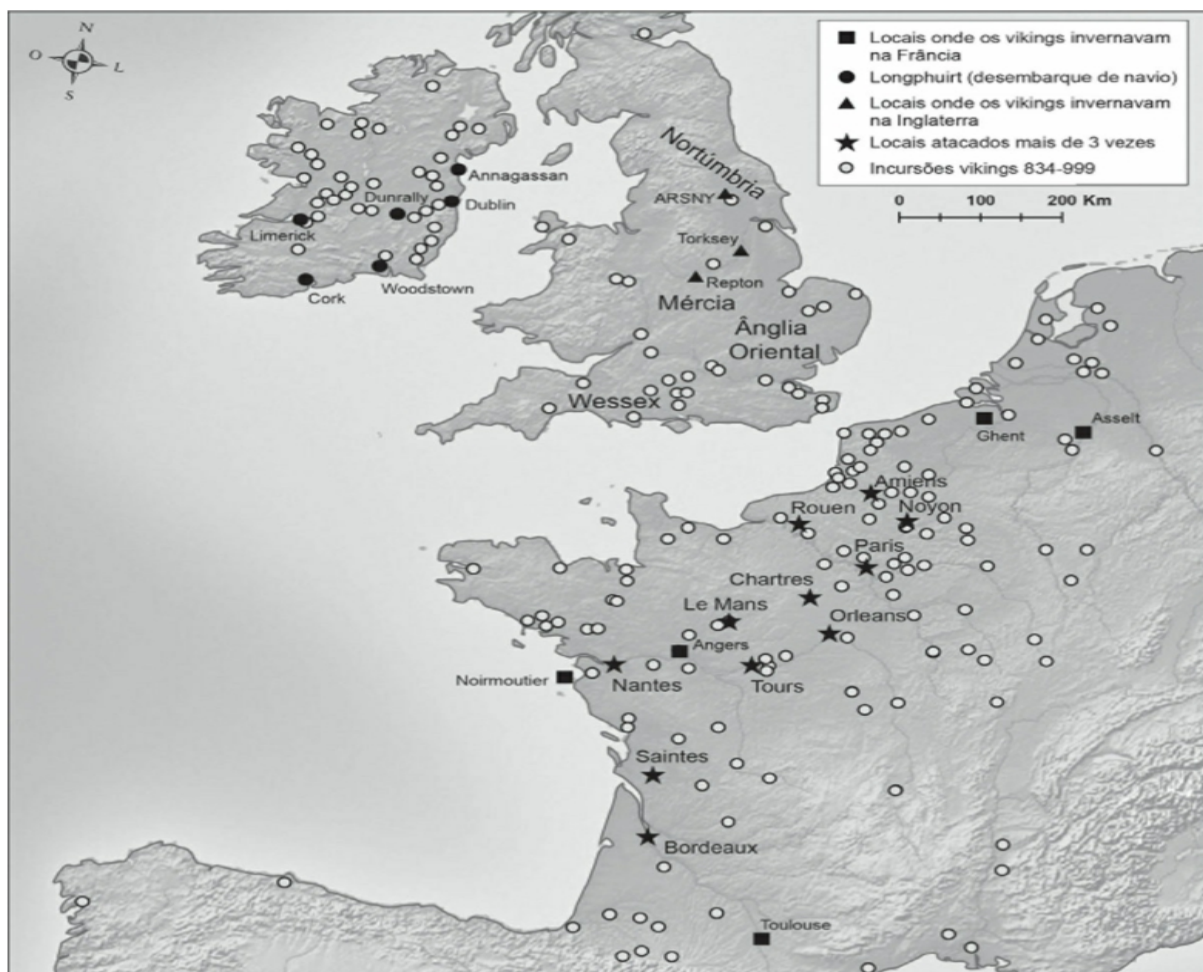 N
O
L
S
Locais onde os vikings invernavam
na Frância
Longphuirt (desembarque de navio)
Locais onde os vikings invernavam
na Inglaterra
Locais atacados mais de 3 vezes
Incursões vikings 834-999
0 100 200 Km
Nortúmbria
Annagassan
ARSNY
Dunrally
Dublin
Limerick
Torksey
Woodstown
Repton
Cork
Mércia
Ânglia
Oriental
Wessex
Asselt
Ghent
Amiens
Rouen
Noyon
Paris
Chartres
Le Mans
Orleans
Angers
Noirmoutier
Nantes
Tours
Saintes
Bordeaux
Toulouse